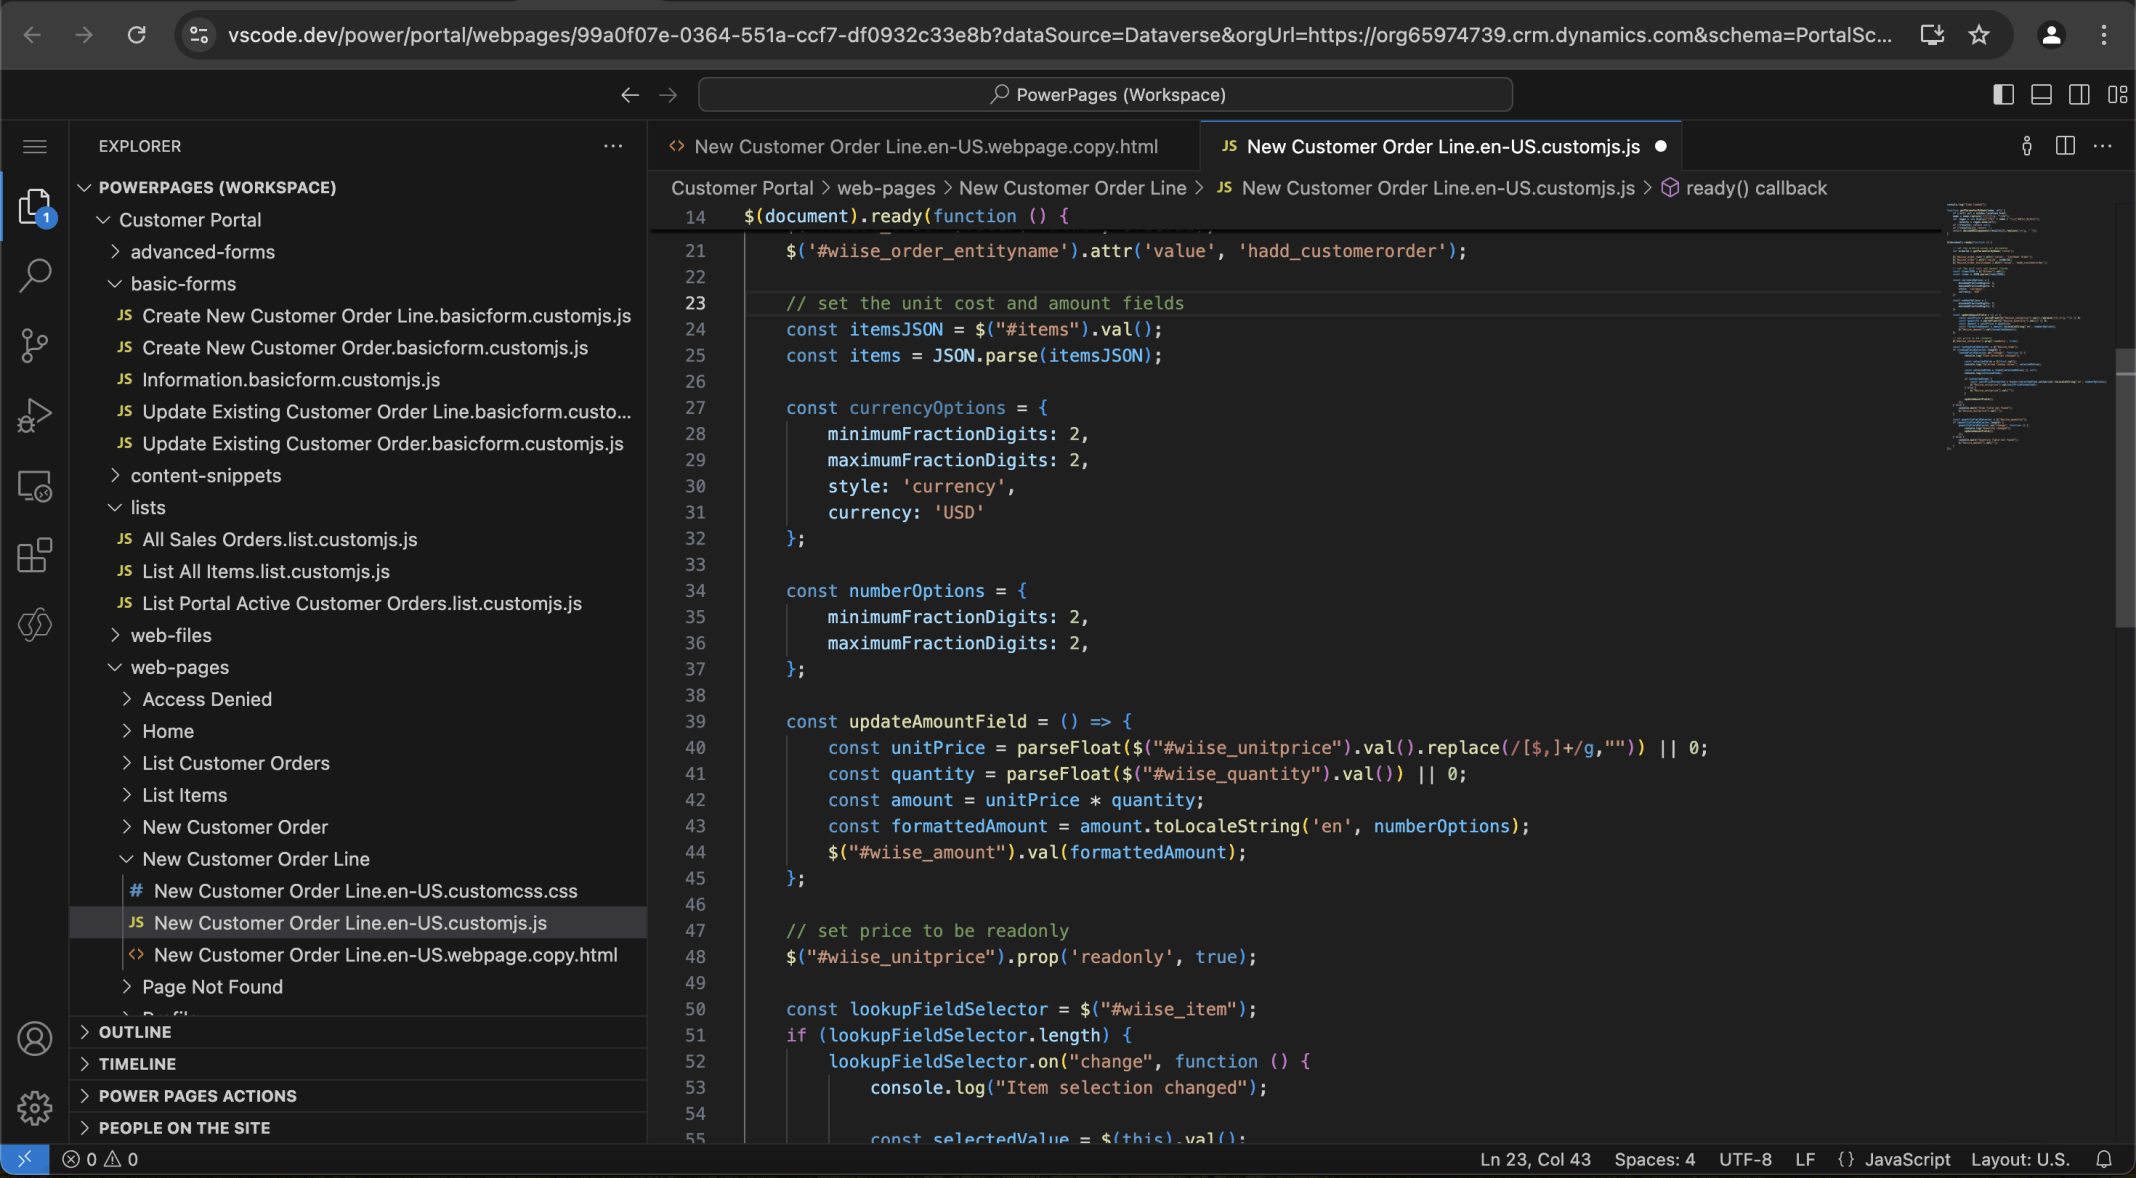 vscode.dev/power/portal/webpages/99a0f07e-0364-551a-ccf7-df0932c33e8b?dataSource=Dataverse&orgUrl=https://org65974739.crm.dynamics.com&schema=PortalSc...
PowerPages (Workspace)
EXPLORER
1
POWERPAGES (WORKSPACE)
Customer Portal
advanced-forms
basic-forms
JS Create New Customer Order Line.basicform.customjs.js
JS Create New Customer Order.basicform.customjs.js
JS Information.basicform.customjs.js
JS Update Existing Customer Order Line.basicform.custo...
JS Update Existing Customer Order.basicform.customjs.js
content-snippets
lists
JS All Sales Orders.list.customjs.js
JS List All Items.list.customjs.js
JS List Portal Active Customer Orders.list.customjs.js
web-files
web-pages
Access Denied
Home
List Customer Orders
List Items
New Customer Order
New Customer Order Line
# New Customer Order Line.en-US.customcss.css
JS New Customer Order Line.en-US.customjs.js
<> New Customer Order Line.en-US.webpage.copy.html
Page Not Found
OUTLINE
TIMELINE
POWER PAGES ACTIONS
PEOPLE ON THE SITE
<> New Customer Order Line.en-US.webpage.copy.html
JS New Customer Order Line.en-US.customjs.js
Customer Portal > web-pages > New Customer Order Line > JS New Customer Order Line.en-US.customjs.js > ready() callback
14 $(document).ready(function () {
21 $('#wiise_order_entityname').attr('value', 'hadd_customerorder');
22
23 // set the unit cost and amount fields
24 const itemsJSON = $("#items").val();
25 const items = JSON.parse(itemsJSON);
26
27 const currencyOptions = {
28 minimumFractionDigits: 2,
29 maximumFractionDigits: 2,
30 style: 'currency',
31 currency: 'USD'
32 };
33
34 const numberOptions = {
35 minimumFractionDigits: 2,
36 maximumFractionDigits: 2,
37 };
38
39 const updateAmountField = () => {
40 const unitPrice = parseFloat($("#wiise_unitprice").val().replace(/[$,]+/g,"")) || 0;
41 const quantity = parseFloat($("#wiise_quantity").val()) || 0;
42 const amount = unitPrice * quantity;
43 const formattedAmount = amount.toLocaleString('en', numberOptions);
44 $("#wiise_amount").val(formattedAmount);
45 };
46
47 // set price to be readonly
48 $("#wiise_unitprice").prop('readonly', true);
49
50 const lookupFieldSelector = $("#wiise_item");
51 if (lookupFieldSelector.length) {
52 lookupFieldSelector.on("change", function () {
53 console.log("Item selection changed");
54
55 const selectedValue = $(this).val();
0 0
Ln 23, Col 43 Spaces: 4 UTF-8 LF {} JavaScript Layout: U.S.